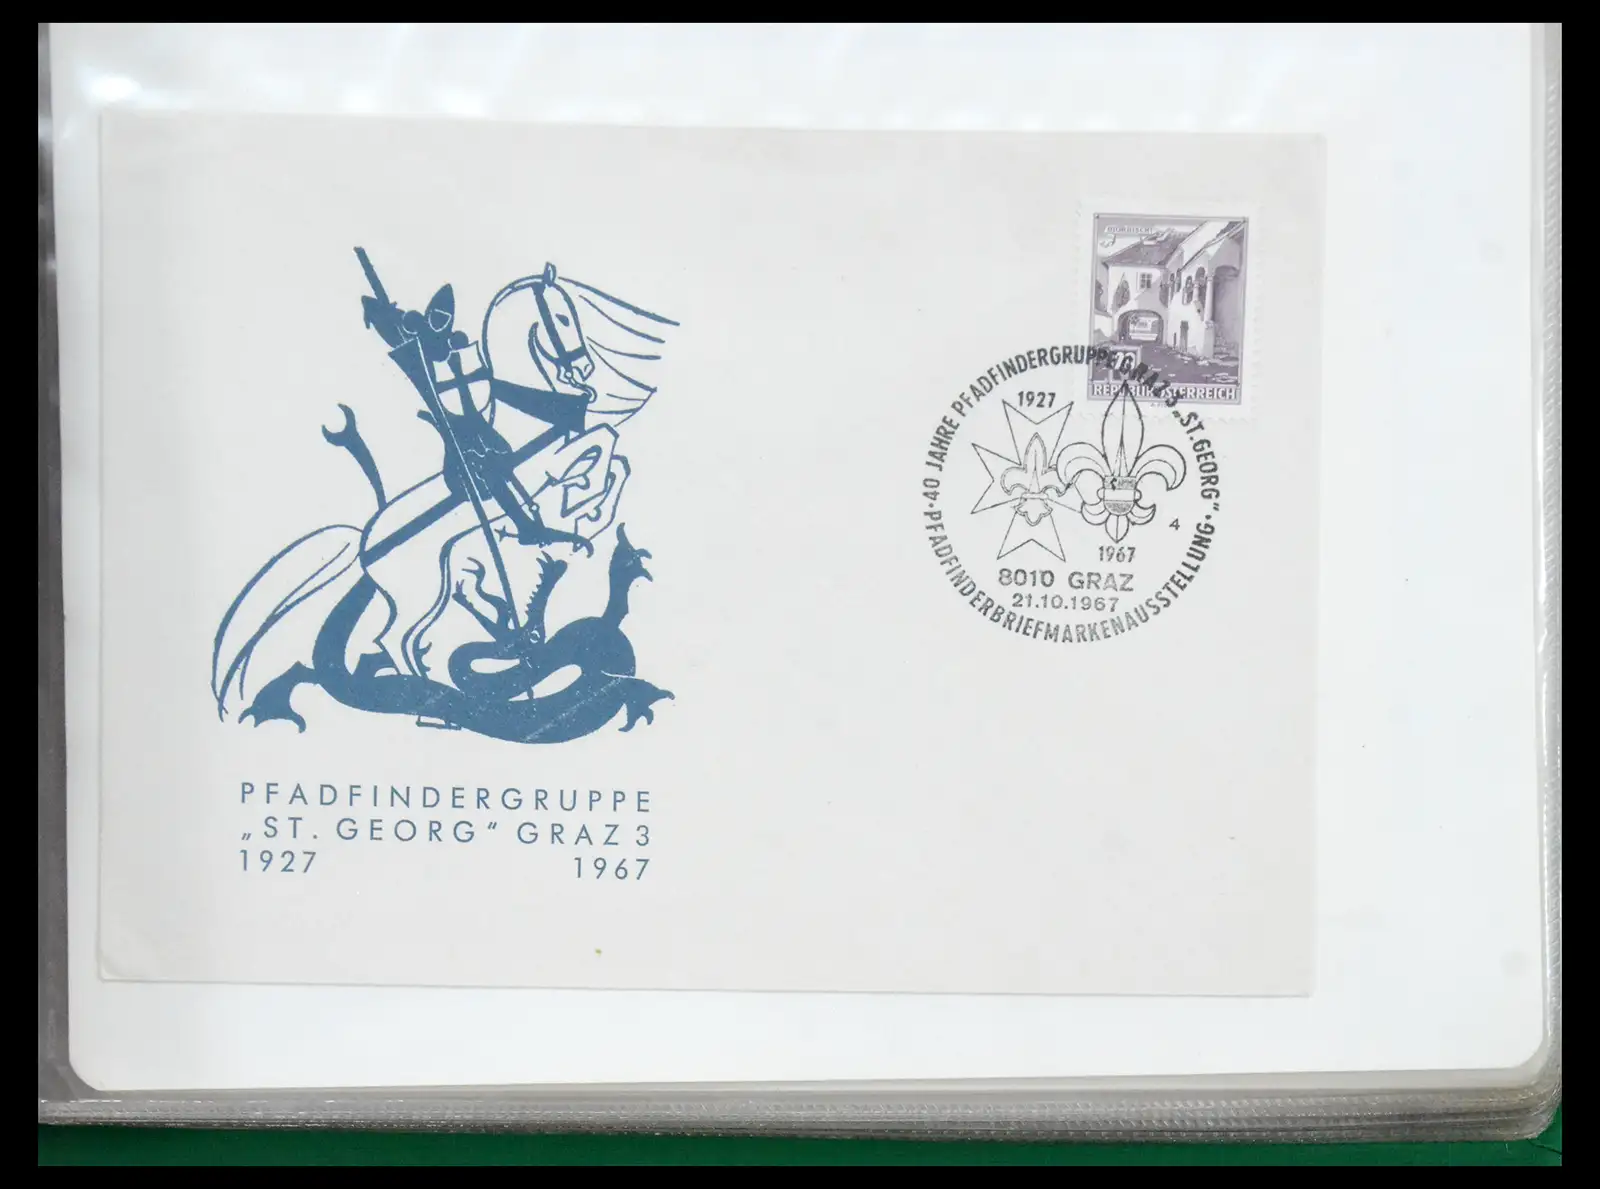 PFADFINDERGRUPPE
„ST. GEORG" GRAZ 3
1927 1967
MÖRBISCH
REPUBLIK ÖSTERREICH
40 JAHRE PFADFINDERGRUPPE GRAZ 3 „ST. GEORG"
1927
4
1967
8010 GRAZ
21.10.1967
· PFADFINDERBRIEFMARKENAUSSTELLUNG ·